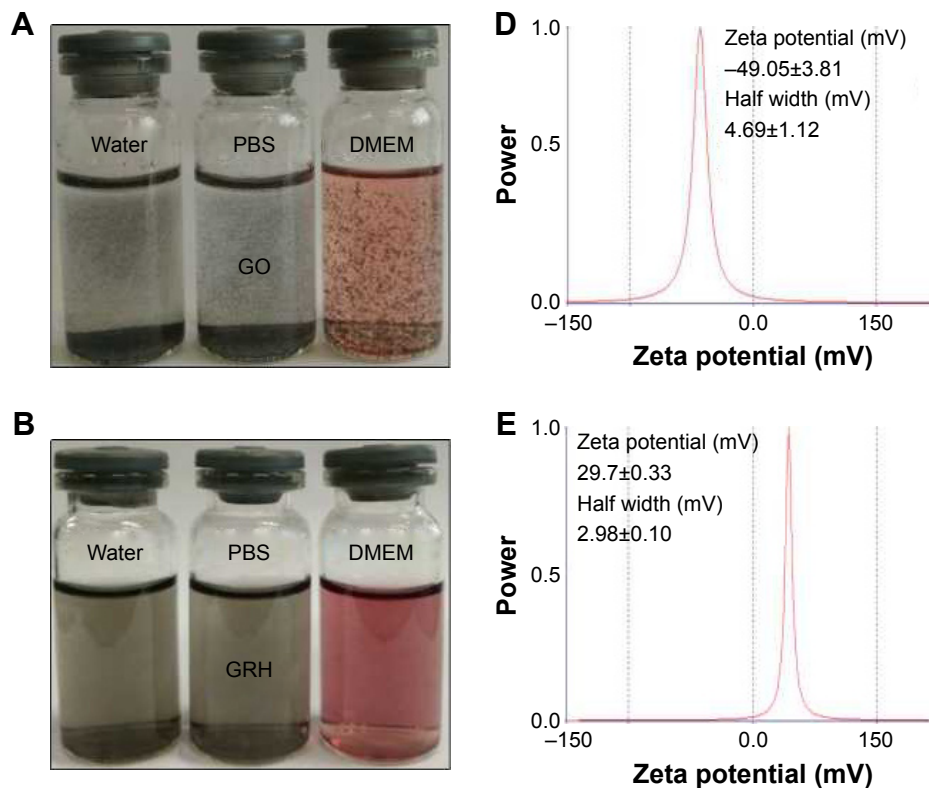 A
Water
PBS
DMEM
GO
D
1.0
0.5
0.0
Power
Zeta potential (mV)
–49.05±3.81
Half width (mV)
4.69±1.12
–150
0.0
150
Zeta potential (mV)
B
Water
PBS
DMEM
GRH
E
1.0
0.5
0.0
Power
Zeta potential (mV)
29.7±0.33
Half width (mV)
2.98±0.10
–150
0.0
150
Zeta potential (mV)